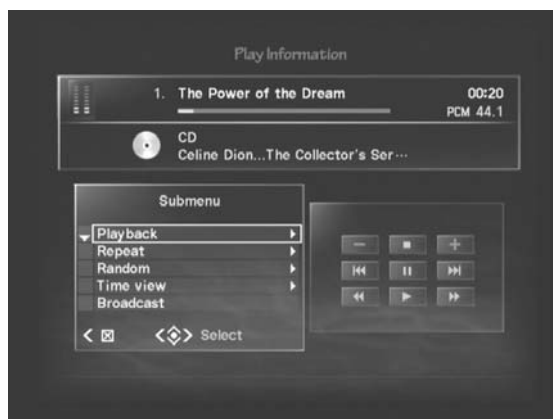 Play Information
1. The Power of the Dream 00:20
PCM 44.1
CD
Celine Dion...The Collector's Ser…
Submenu
Playback
Repeat
Random
Time view
Broadcast
Select